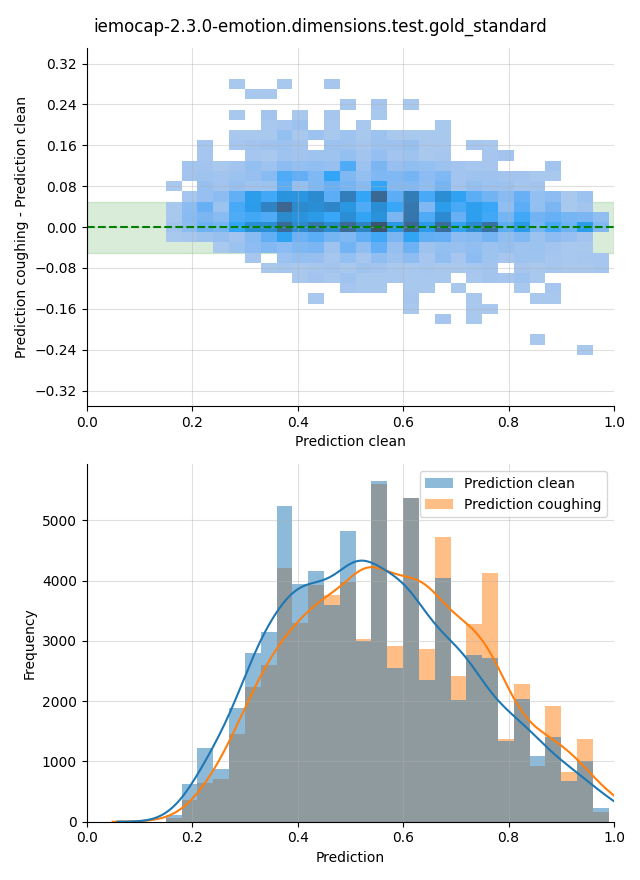 iemocap-2.3.0-emotion.dimensions.test.gold_standard
0.32
0.24
0.16
0.08
0.00
−0.08
−0.16
−0.24
−0.32
Prediction coughing - Prediction clean
0.0 0.2 0.4 0.6 0.8 1.0
Prediction clean
Prediction clean
Prediction coughing
5000
4000
3000
2000
1000
0
Frequency
0.0 0.2 0.4 0.6 0.8 1.0
Prediction